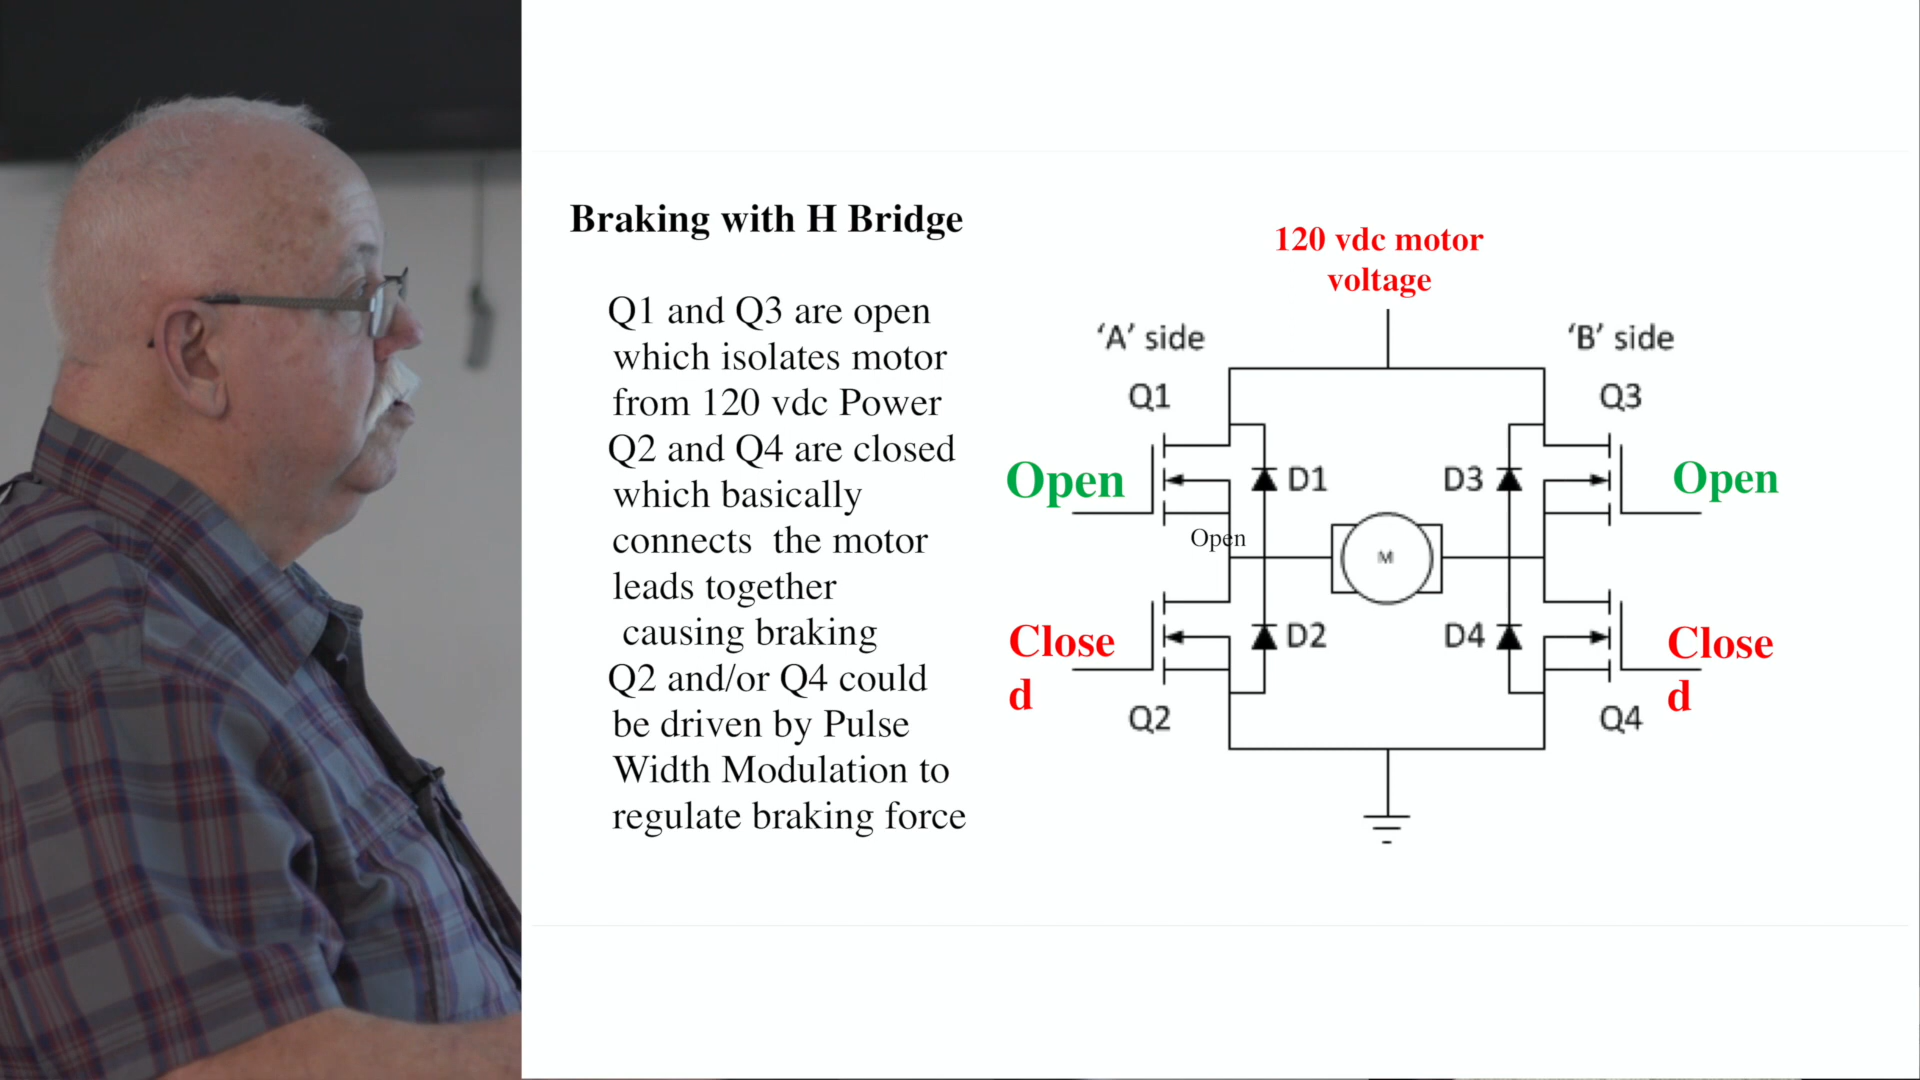 Braking with H Bridge
Q1 and Q3 are open
which isolates motor
from 120 vdc Power
Q2 and Q4 are closed
which basically
connects the motor
leads together
causing braking
Q2 and/or Q4 could
be driven by Pulse
Width Modulation to
regulate braking force
120 vdc motor
voltage
‘A’ side
‘B’ side
Q1
Q3
Open
D1
D3
Open
Open
M
Close
d
D2
D4
Close
d
Q2
Q4